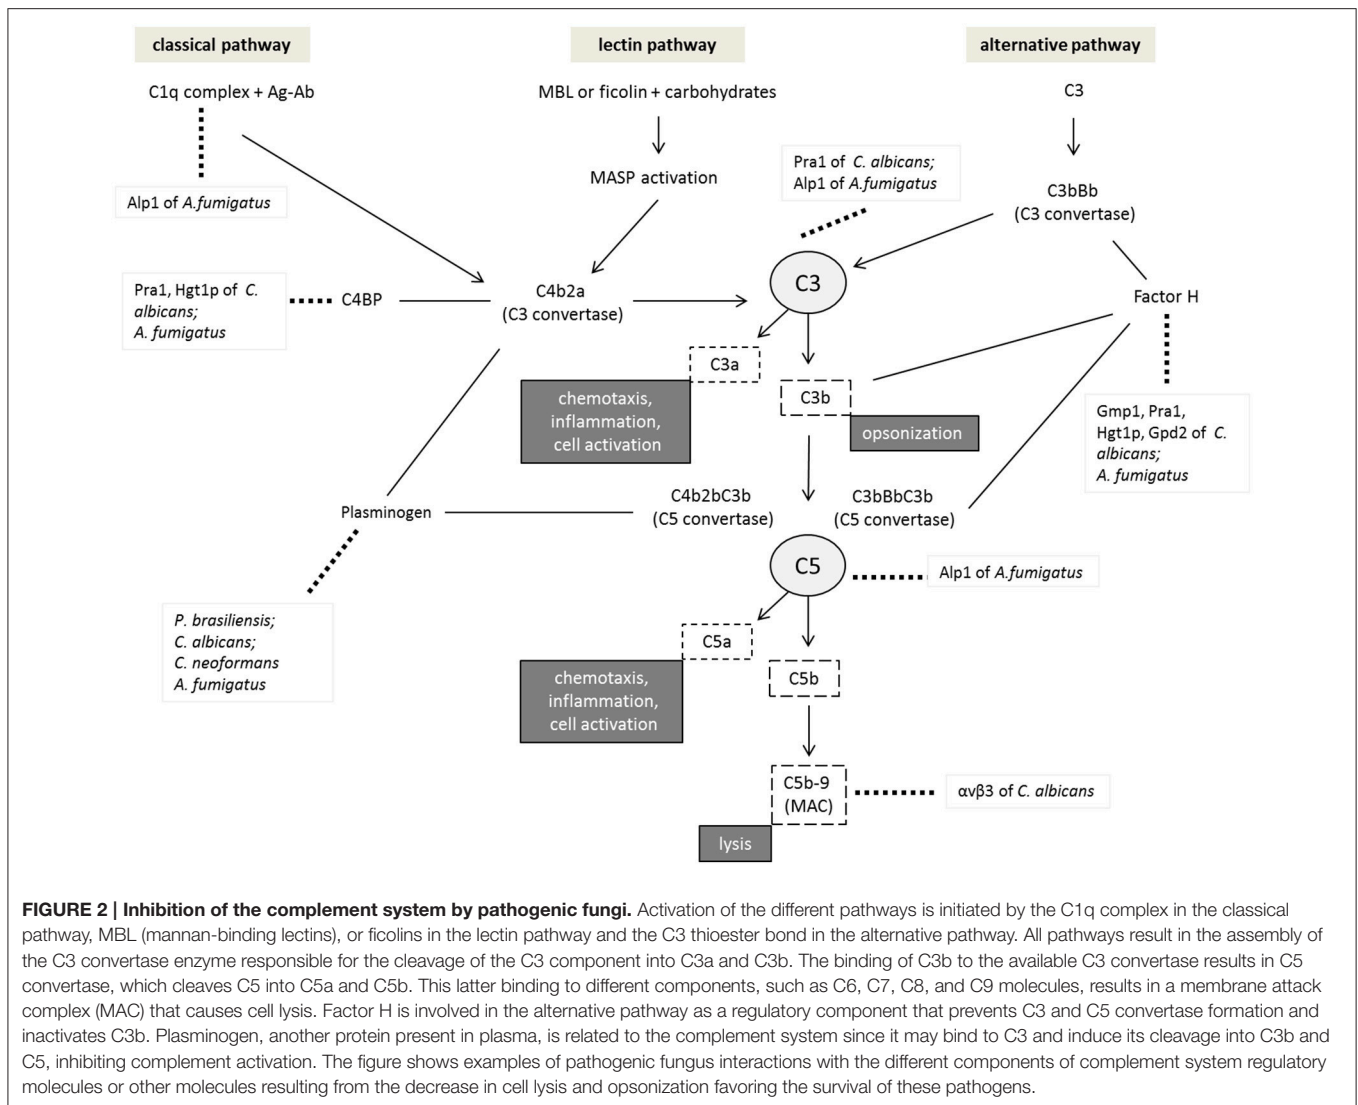 classical pathway
lectin pathway
alternative pathway
C1q complex + Ag-Ab
MBL or ficolin + carbohydrates
C3
Pra1 of C. albicans;
Alp1 of A.fumigatus
MASP activation
Alp1 of A.fumigatus
C3bBb
(C3 convertase)
Pra1, Hgt1p of C.
albicans;
A. fumigatus
C4BP
C4b2a
(C3 convertase)
C3
Factor H
C3a
chemotaxis,
inflammation,
cell activation
C3b
opsonization
Gmp1, Pra1,
Hgt1p, Gpd2 of C.
albicans;
A. fumigatus
Plasminogen
C4b2bC3b
(C5 convertase)
C3bBbC3b
(C5 convertase)
C5
Alp1 of A.fumigatus
P. brasiliensis;
C. albicans;
C. neoformans
A. fumigatus
C5a
chemotaxis,
inflammation,
cell activation
C5b
C5b-9
(MAC)
αvβ3 of C. albicans
lysis
FIGURE 2 | Inhibition of the complement system by pathogenic fungi. Activation of the different pathways is initiated by the C1q complex in the classical
pathway, MBL (mannan-binding lectins), or ficolins in the lectin pathway and the C3 thioester bond in the alternative pathway. All pathways result in the assembly of
the C3 convertase enzyme responsible for the cleavage of the C3 component into C3a and C3b. The binding of C3b to the available C3 convertase results in C5
convertase, which cleaves C5 into C5a and C5b. This latter binding to different components, such as C6, C7, C8, and C9 molecules, results in a membrane attack
complex (MAC) that causes cell lysis. Factor H is involved in the alternative pathway as a regulatory component that prevents C3 and C5 convertase formation and
inactivates C3b. Plasminogen, another protein present in plasma, is related to the complement system since it may bind to C3 and induce its cleavage into C3b and
C5, inhibiting complement activation. The figure shows examples of pathogenic fungus interactions with the different components of complement system regulatory
molecules or other molecules resulting from the decrease in cell lysis and opsonization favoring the survival of these pathogens.